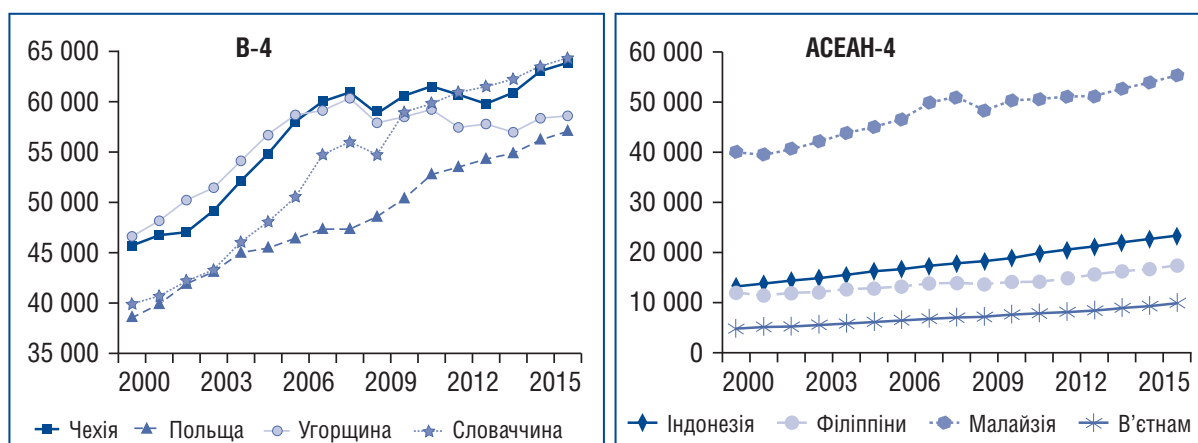 В-4
65 000
60 000
55 000
50 000
45 000
40 000
35 000
2000 2003 2006 2009 2012 2015
Чехія Польща Угорщина Словаччина
АСЕАН-4
60 000
50 000
40 000
30 000
20 000
10 000
0
2000 2003 2006 2009 2012 2015
Індонезія Філіппіни Малайзія В’єтнам